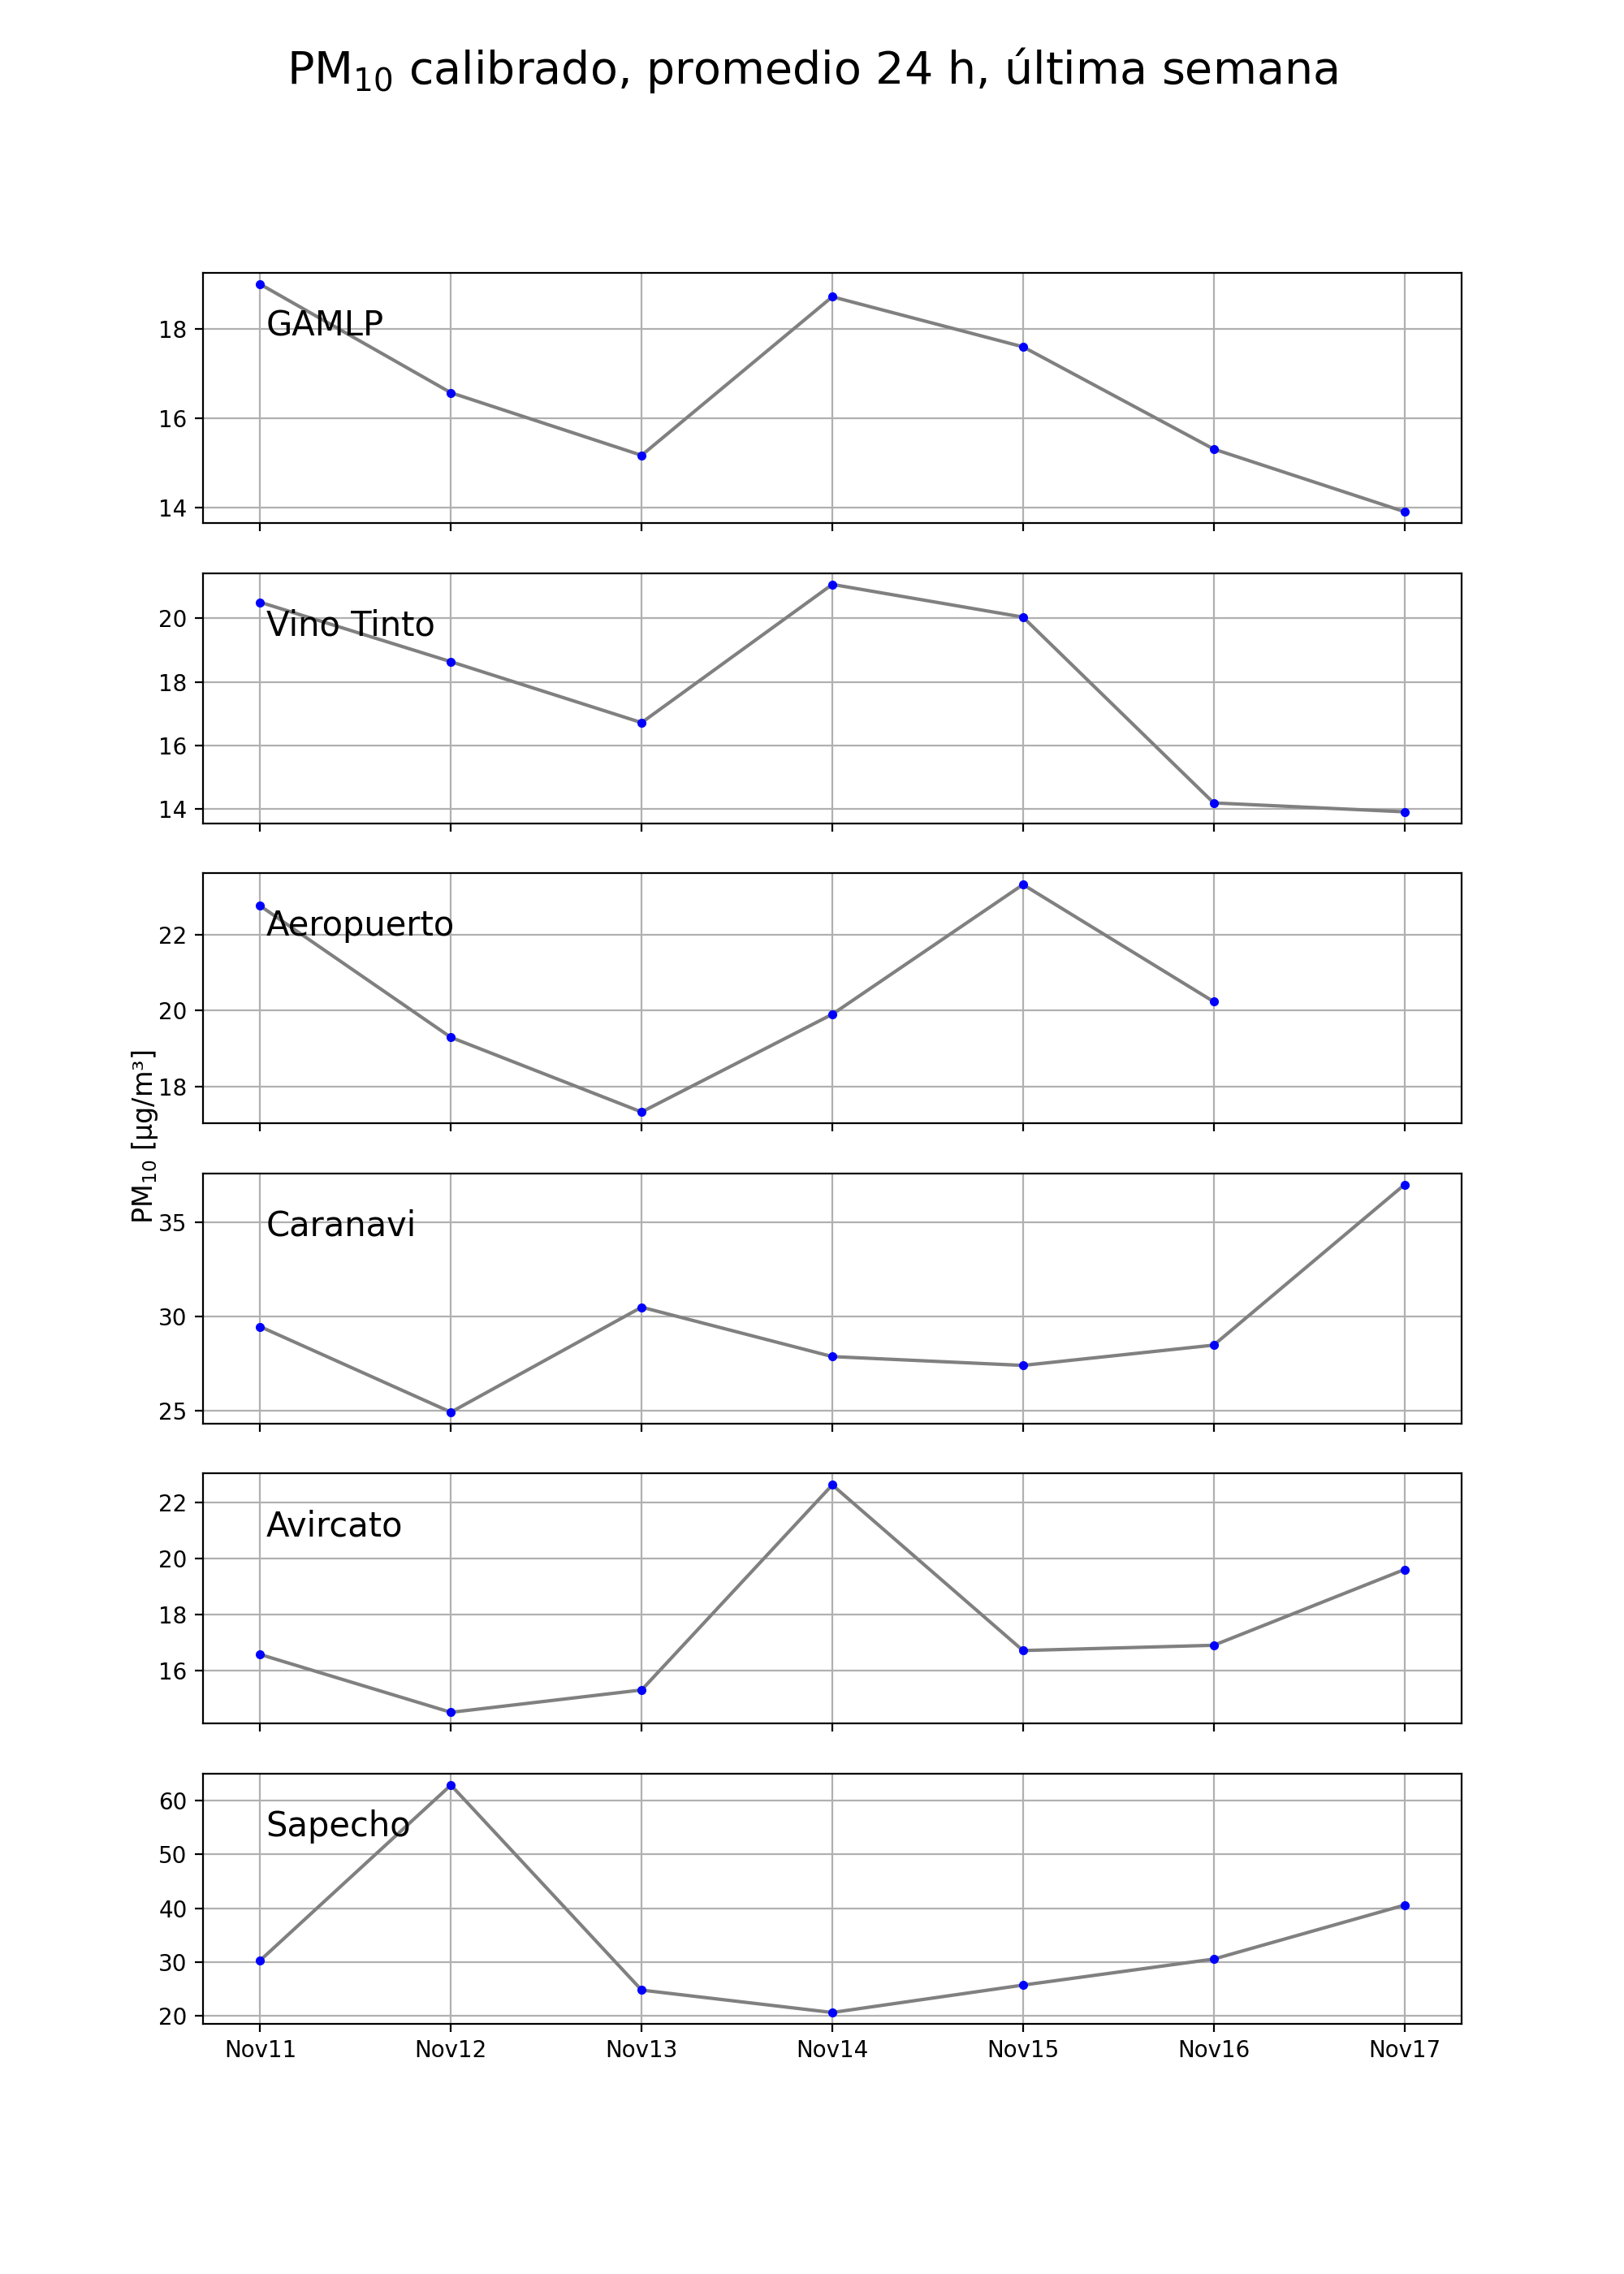 PM₁₀ calibrado, promedio 24 h, última semana
GAMLP
18
16
14
Vino Tinto
20
18
16
14
Aeropuerto
22
20
18
PM₁₀ [µg/m³]
Caranavi
35
30
25
Avircato
22
20
18
16
Sapecho
60
50
40
30
20
Nov11 Nov12 Nov13 Nov14 Nov15 Nov16 Nov17